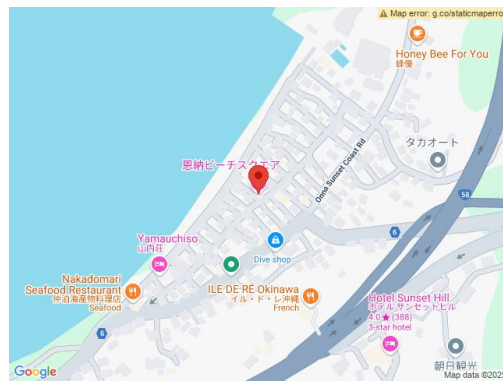 Map error: g.co/staticmaperro
Honey Bee For You
蜂優
タカオート
恩納ビーチスクエア
Onna Sunset Coast Rd
58
6
Yamauchiso
山内荘
Dive shop
Nakadomari
Seafood Restaurant
仲泊海産物料理店
Seafood
ILE DE RÉ Okinawa
イル・ド・レ沖縄
French
Hotel Sunset Hill
ホテル サンセットヒル
4.0★(388)
3-star hotel
6
朝日観光
Google
Map data ©2025